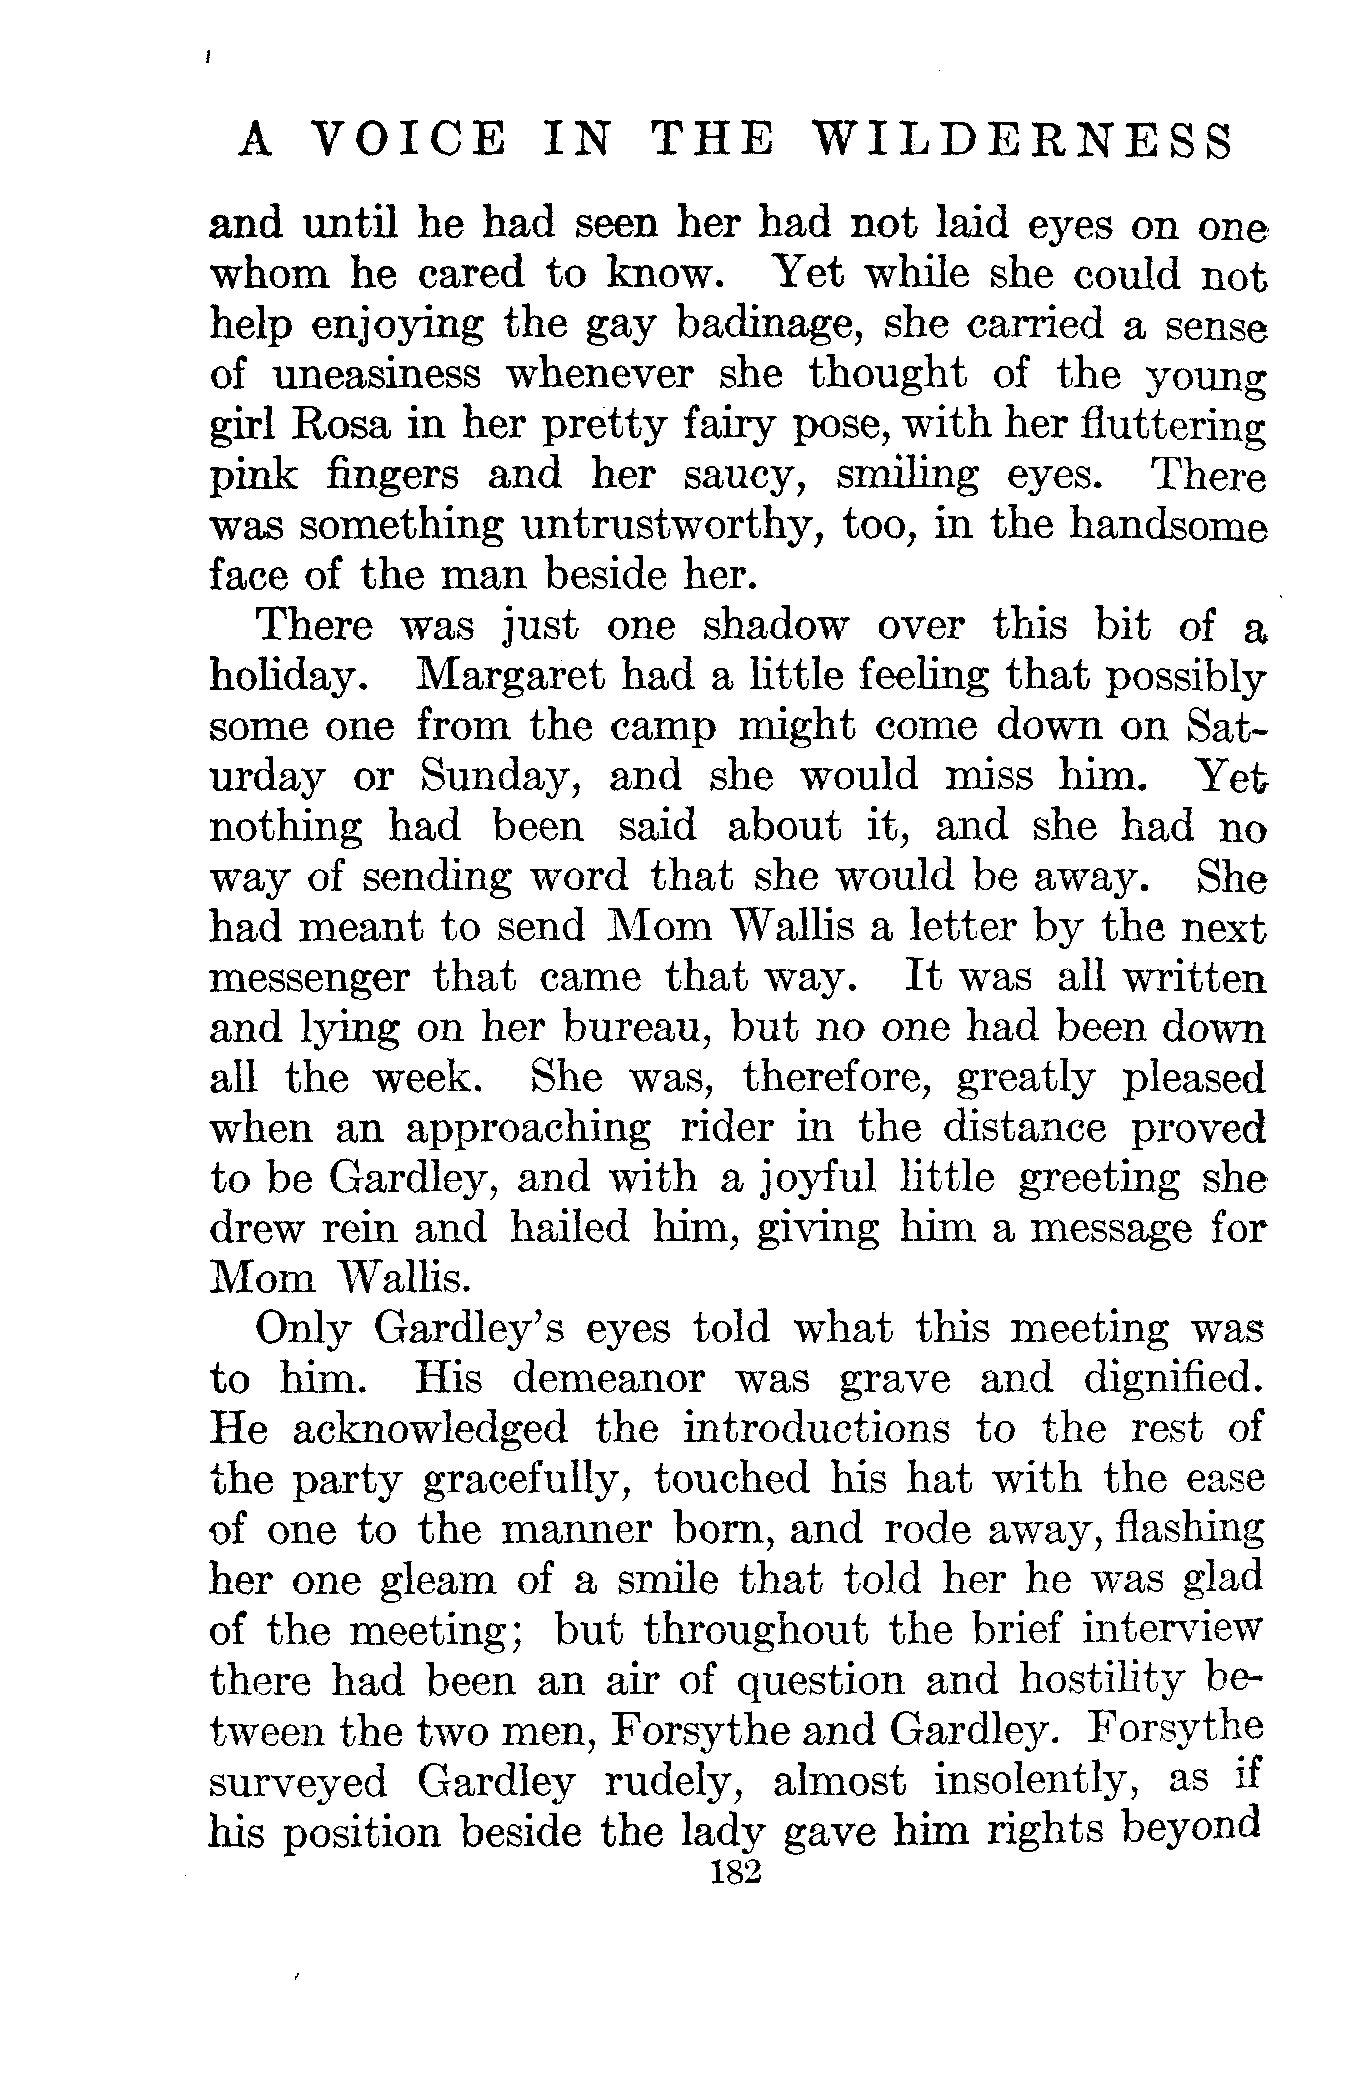 A VOICE IN THE WILDERNESS
and until he had seen her had not laid eyes on one
whom he cared to know. Yet while she could not
help enjoying the gay badinage, she carried a sense
of uneasiness whenever she thought of the young
girl Rosa in her pretty fairy pose, with her fluttering
pink fingers and her saucy, smiling eyes. There
was something untrustworthy, too, in the handsome
face of the man beside her.
There was just one shadow over this bit of a
holiday. Margaret had a little feeling that possibly
some one from the camp might come down on Sat-
urday or Sunday, and she would miss him. Yet
nothing had been said about it, and she had no
way of sending word that she would be away. She
had meant to send Mom Wallis a letter by the next
messenger that came that way. It was all written
and lying on her bureau, but no one had been down
all the week. She was, therefore, greatly pleased
when an approaching rider in the distance proved
to be Gardley, and with a joyful little greeting she
drew rein and hailed him, giving him a message for
Mom Wallis.
Only Gardley's eyes told what this meeting was
to him. His demeanor was grave and dignified.
He acknowledged the introductions to the rest of
the party gracefully, touched his hat with the ease
of one to the manner born, and rode away, flashing
her one gleam of a smile that told her he was glad
of the meeting; but throughout the brief interview
there had been an air of question and hostility be-
tween the two men, Forsythe and Gardley. Forsythe
surveyed Gardley rudely, almost insolently, as if
his position beside the lady gave him rights beyond
182